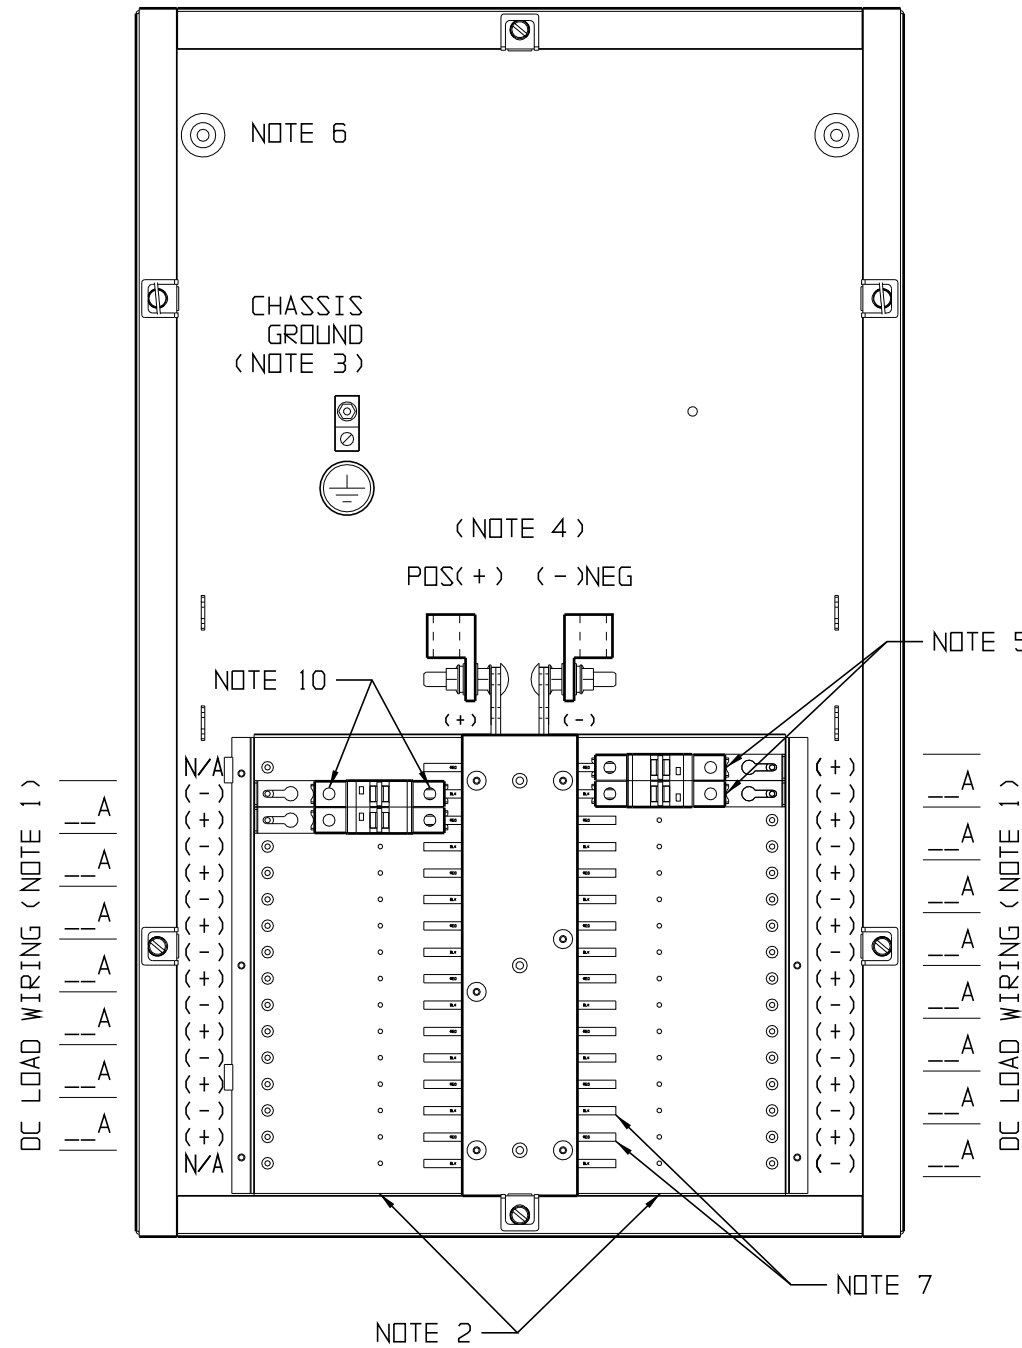 NOTE 6
CHASSIS
GROUND
(NOTE 3)
(NOTE 4)
POS(+) (-)NEG
NOTE 5
NOTE 10
(+) (-)
DC LOAD WIRING (NOTE 1)
__A
__A
__A
__A
__A
__A
__A
N/A
(-)
(+)
(-)
(+)
(-)
(+)
(-)
(+)
(-)
(+)
(-)
(+)
(-)
(+)
N/A
(+)
(-)
(+)
(-)
(+)
(-)
(+)
(-)
(+)
(-)
(+)
(-)
(+)
(-)
(+)
(-)
__A
__A
__A
__A
__A
__A
__A
__A
DC LOAD WIRING (NOTE 1)
NOTE 7
NOTE 2